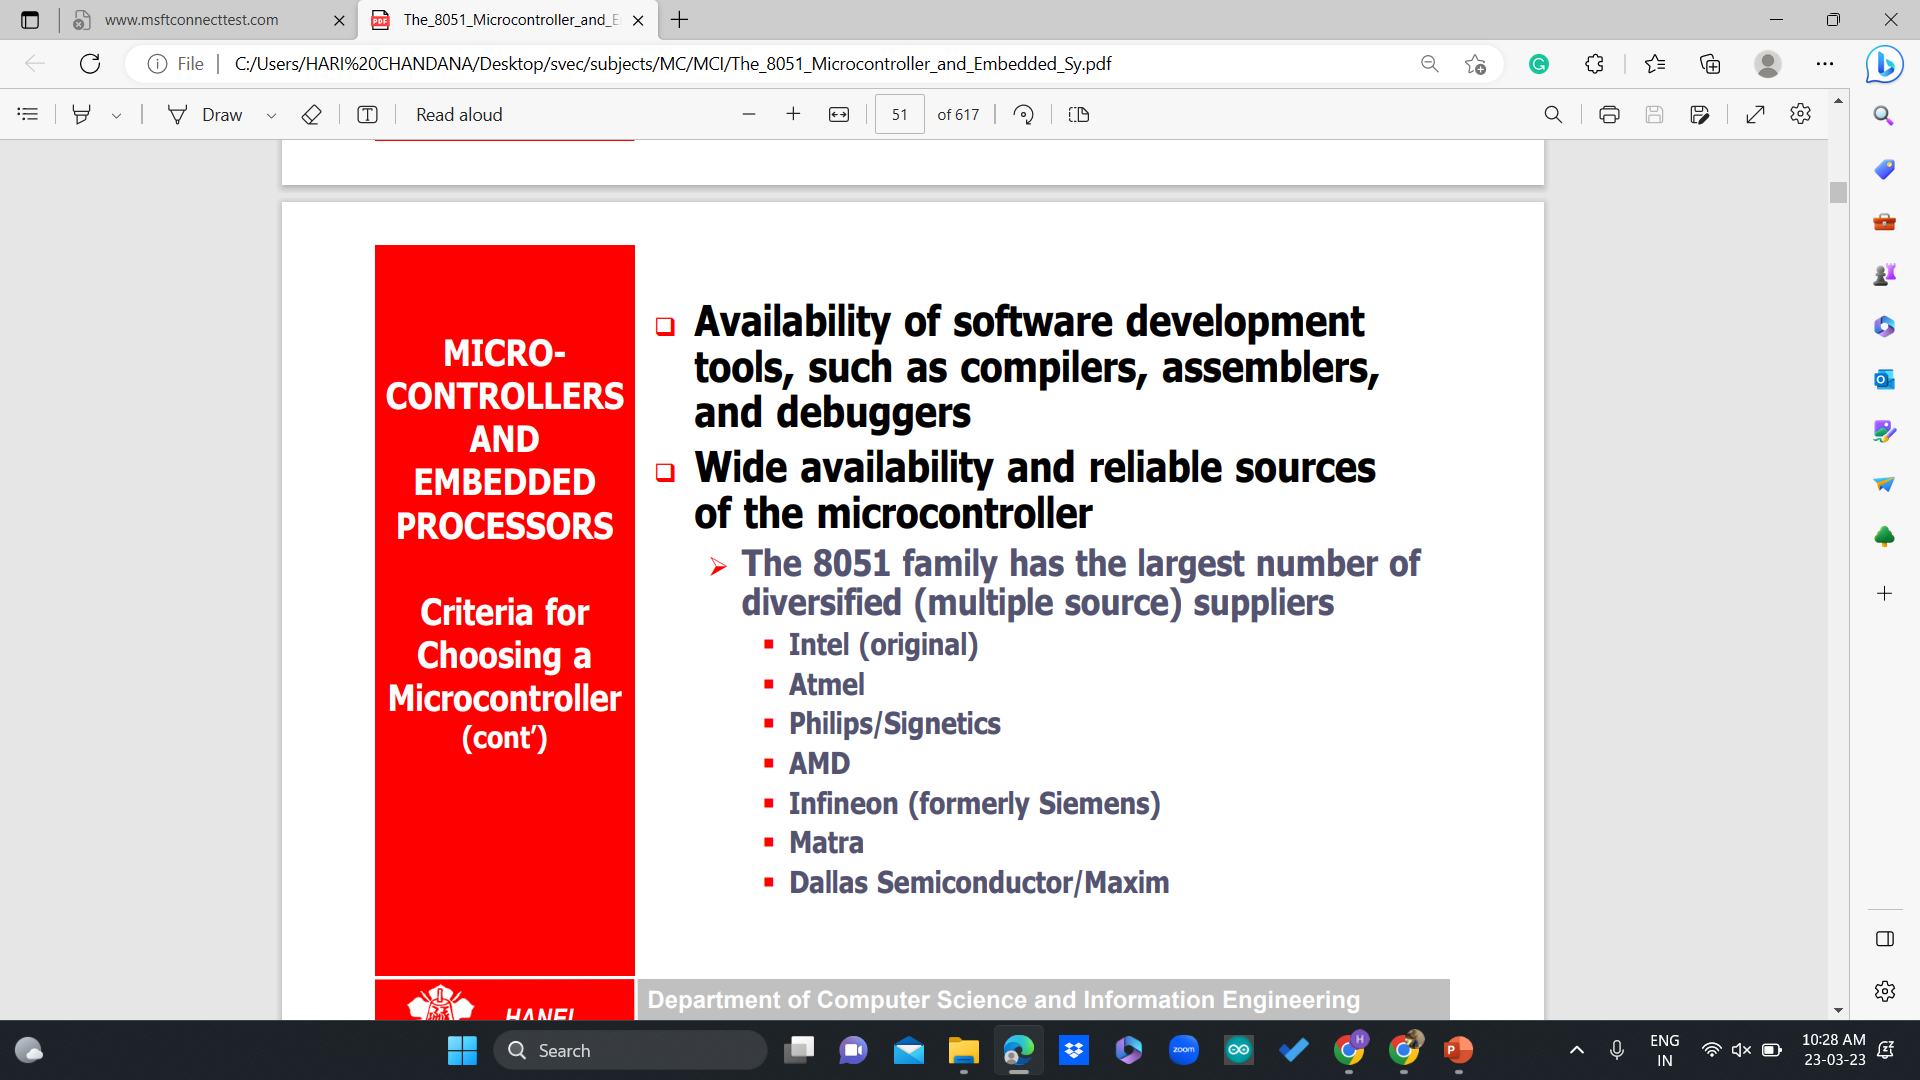 www.msftconnecttest.com
The_8051_Microcontroller_and_E
File
C:/Users/HARI%20CHANDANA/Desktop/svec/subjects/MC/MCI/The_8051_Microcontroller_and_Embedded_Sy.pdf
Draw
Read aloud
51
of 617
MICRO-
CONTROLLERS
AND
EMBEDDED
PROCESSORS
Criteria for
Choosing a
Microcontroller
(cont’)
Availability of software development
tools, such as compilers, assemblers,
and debuggers
Wide availability and reliable sources
of the microcontroller
The 8051 family has the largest number of
diversified (multiple source) suppliers
Intel (original)
Atmel
Philips/Signetics
AMD
Infineon (formerly Siemens)
Matra
Dallas Semiconductor/Maxim
HANEL
Department of Computer Science and Information Engineering
Search
zoom
ENG
IN
10:28 AM
23-03-23